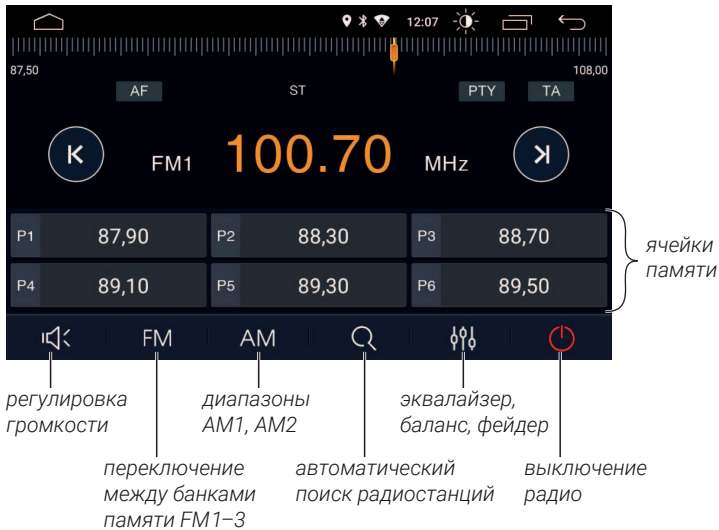 12:07
87,50
108,00
AF ST PTY TA
FM1 100.70 MHz
P1 87,90 P2 88,30 P3 88,70
P4 89,10 P5 89,30 P6 89,50
ячейки
памяти
FM AM
регулировка
громкости
диапазоны
AM1, AM2
эквалайзер,
баланс, фейдер
переключение
между банками
памяти FM1–3
автоматический
поиск радиостанций
выключение
радио